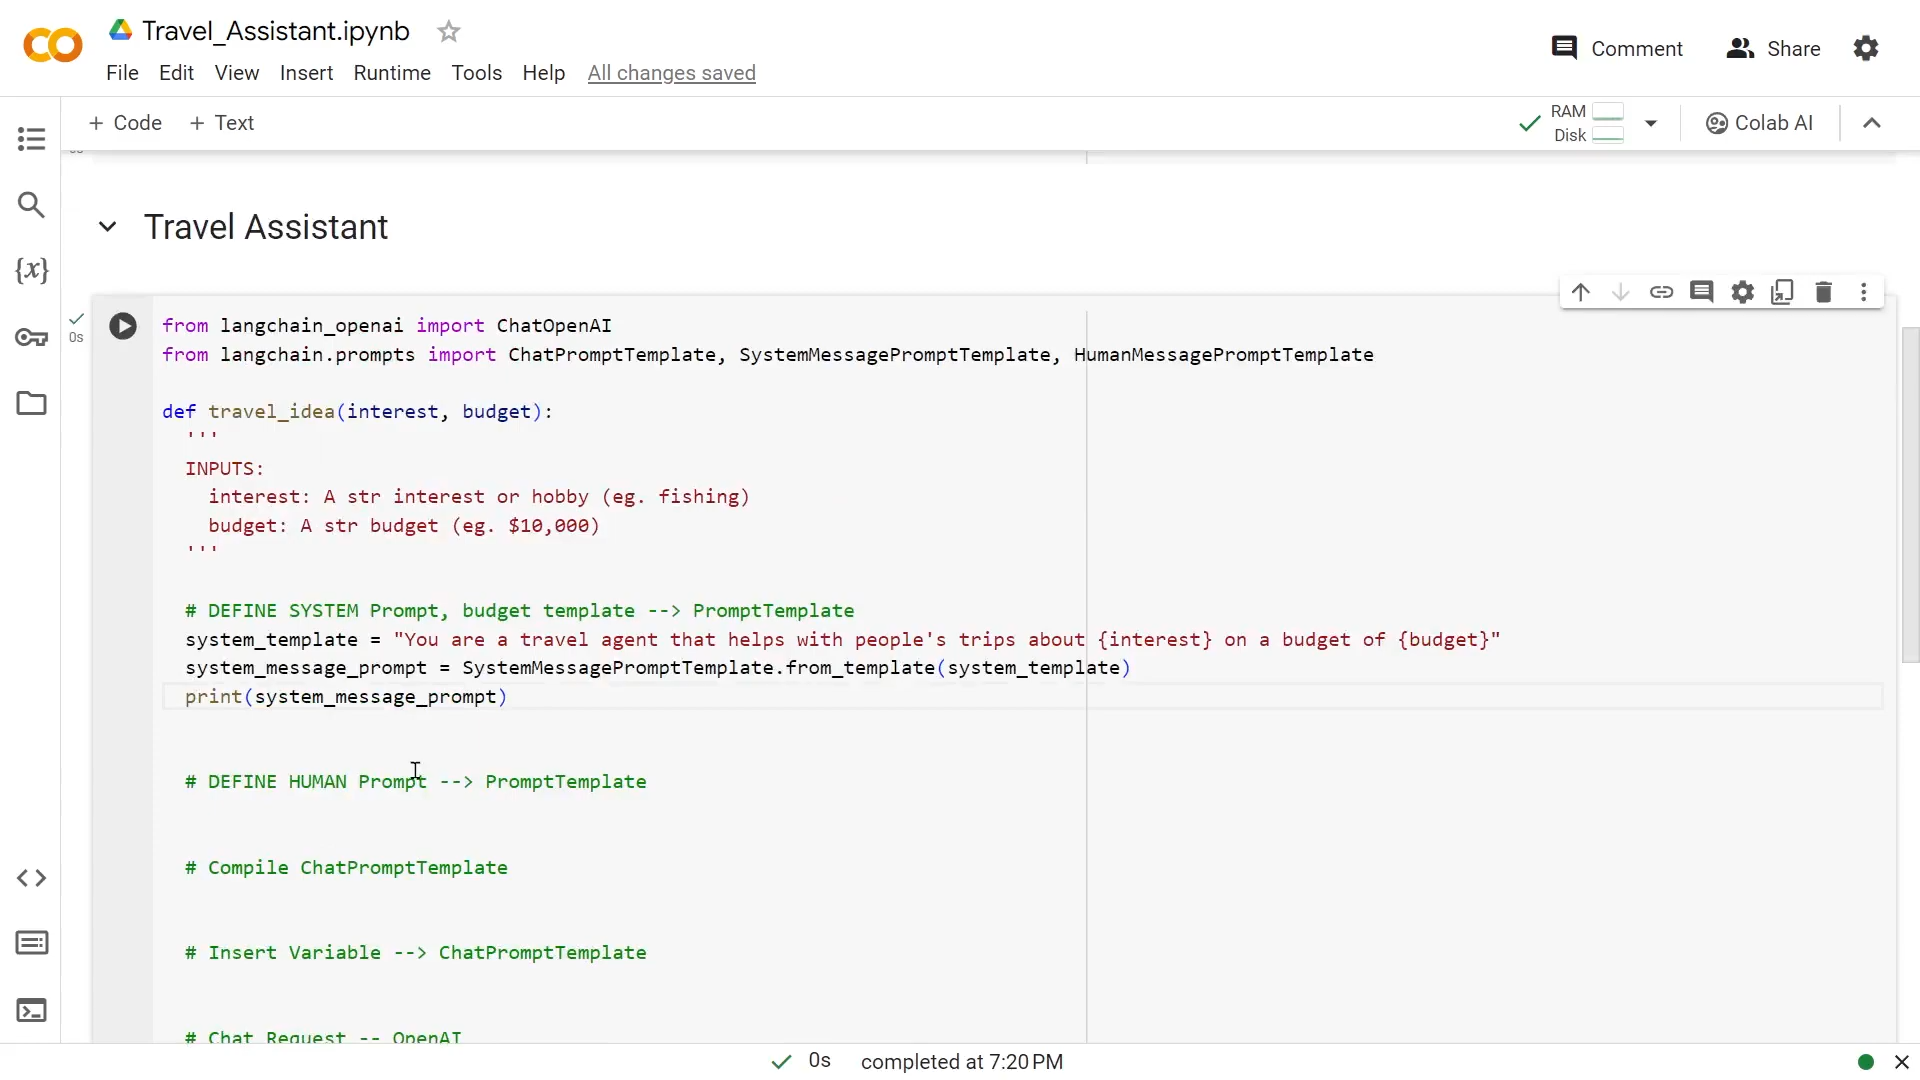 Travel_Assistant.ipynb
File Edit View Insert Runtime Tools Help All changes saved
Comment Share
+ Code + Text
RAM
Disk
Colab AI
Travel Assistant
0s
from langchain_openai import ChatOpenAI
from langchain.prompts import ChatPromptTemplate, SystemMessagePromptTemplate, HumanMessagePromptTemplate
def travel_idea(interest, budget):
'''
INPUTS:
interest: A str interest or hobby (eg. fishing)
budget: A str budget (eg. $10,000)
'''
# DEFINE SYSTEM Prompt, budget template --> PromptTemplate
system_template = "You are a travel agent that helps with people's trips about {interest} on a budget of {budget}"
system_message_prompt = SystemMessagePromptTemplate.from_template(system_template)
print(system_message_prompt)
# DEFINE HUMAN Prompt --> PromptTemplate
# Compile ChatPromptTemplate
# Insert Variable --> ChatPromptTemplate
# Chat Request -- OpenAI
0s completed at 7:20 PM